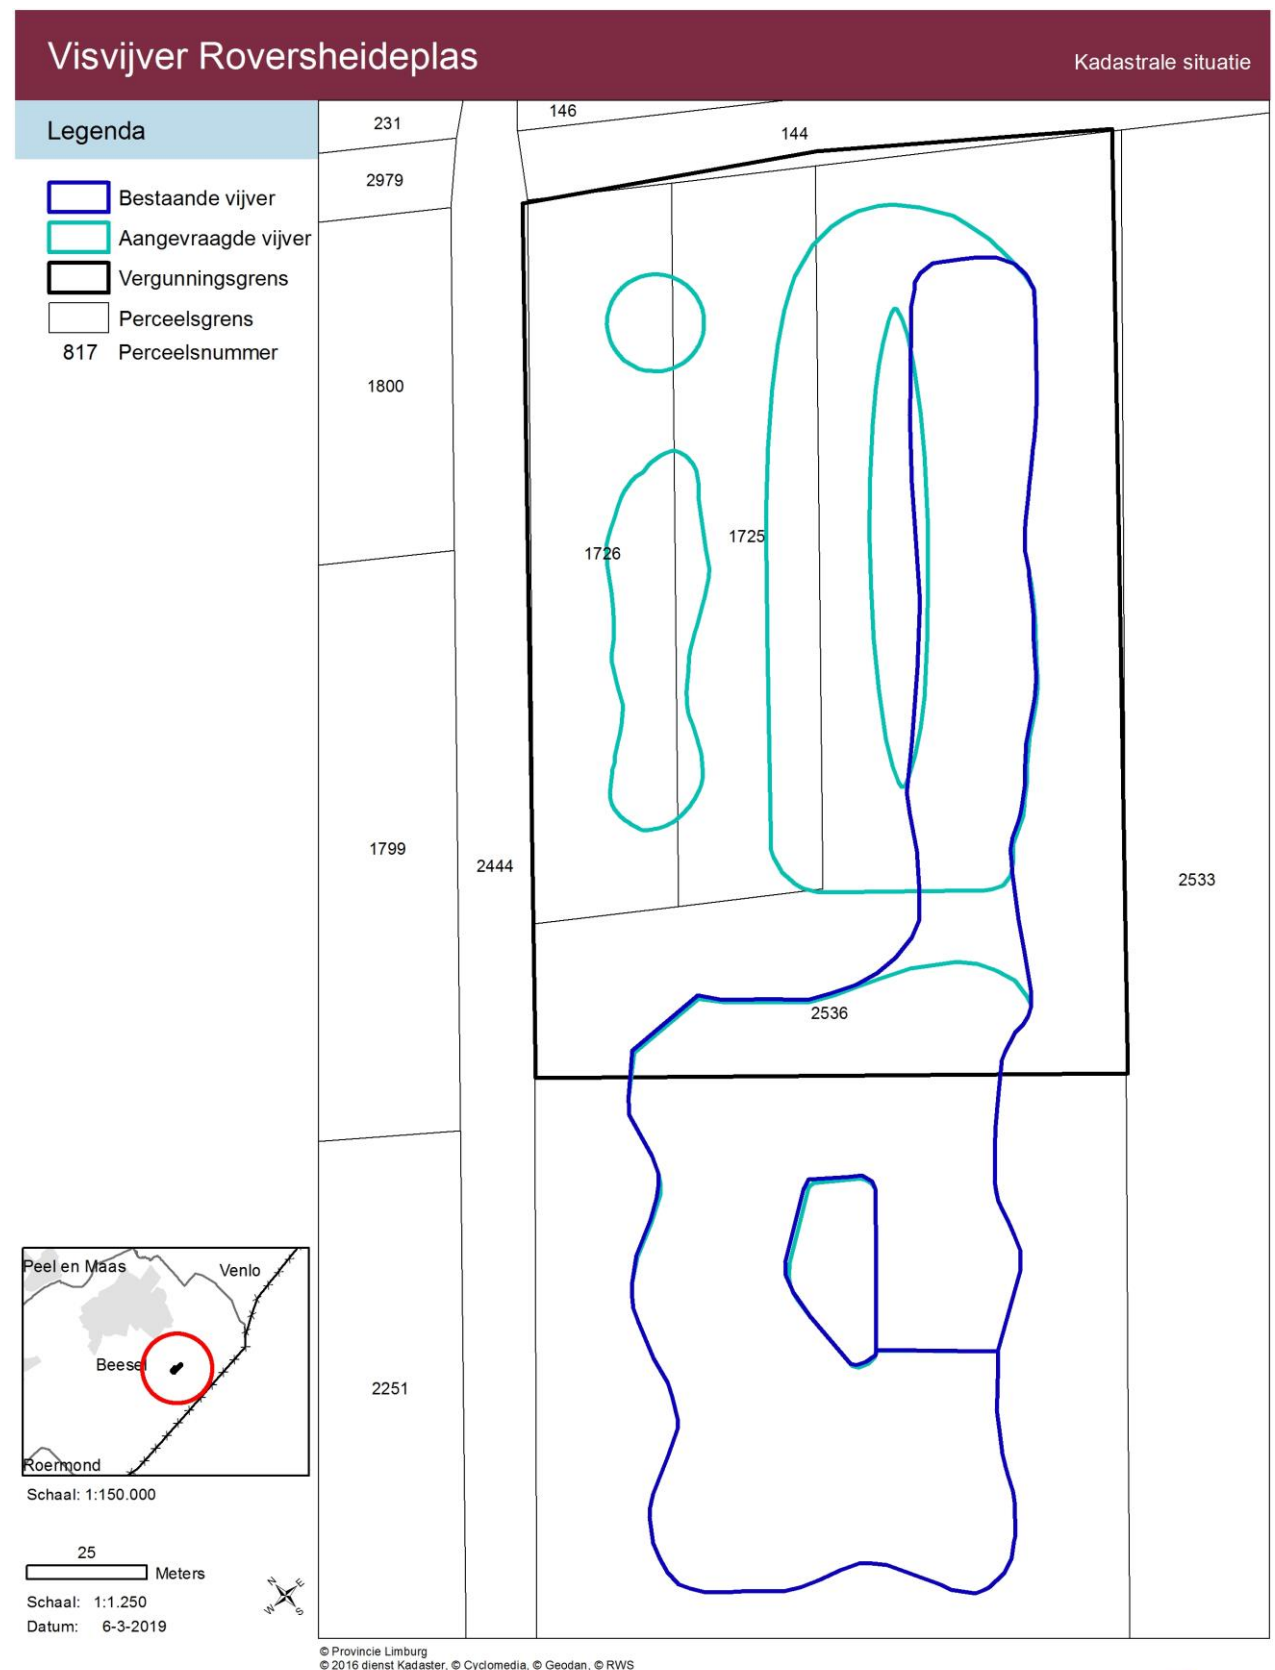 Visvijver Roversheideplas
Kadastrale situatie
Legenda
Bestaande vijver
Aangevraagde vijver
Vergunningsgrens
Perceelsgrens
817 Perceelsnummer
231
146
144
2979
1800
1726
1725
1799
2444
2533
2536
2251
Peel en Maas
Venlo
Beesel
Roermond
Schaal: 1:150.000
25
Meters
N
E
W
S
Schaal: 1:1.250
Datum: 6-3-2019
© Provincie Limburg
© 2016 dienst Kadaster, © Cyclomedia, © Geodan, © RWS